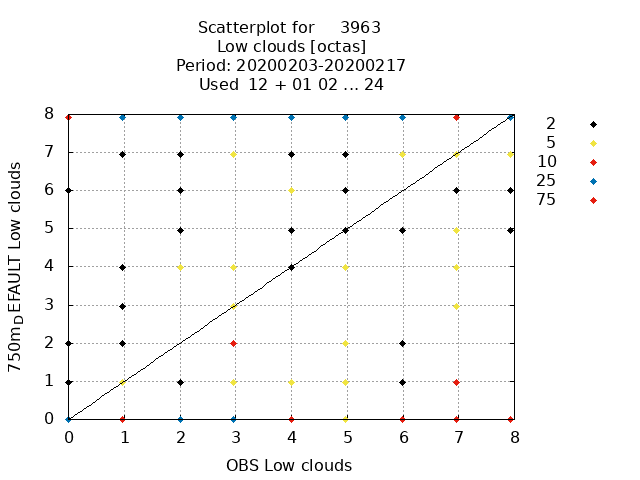 Scatterplot for 3963
Low clouds [octas]
Period: 20200203-20200217
Used 12 + 01 02 ... 24
8
7
6
5
4
3
2
1
0
0 1 2 3 4 5 6 7 8
750m_DEFAULT Low clouds
OBS Low clouds
2
5
10
25
75